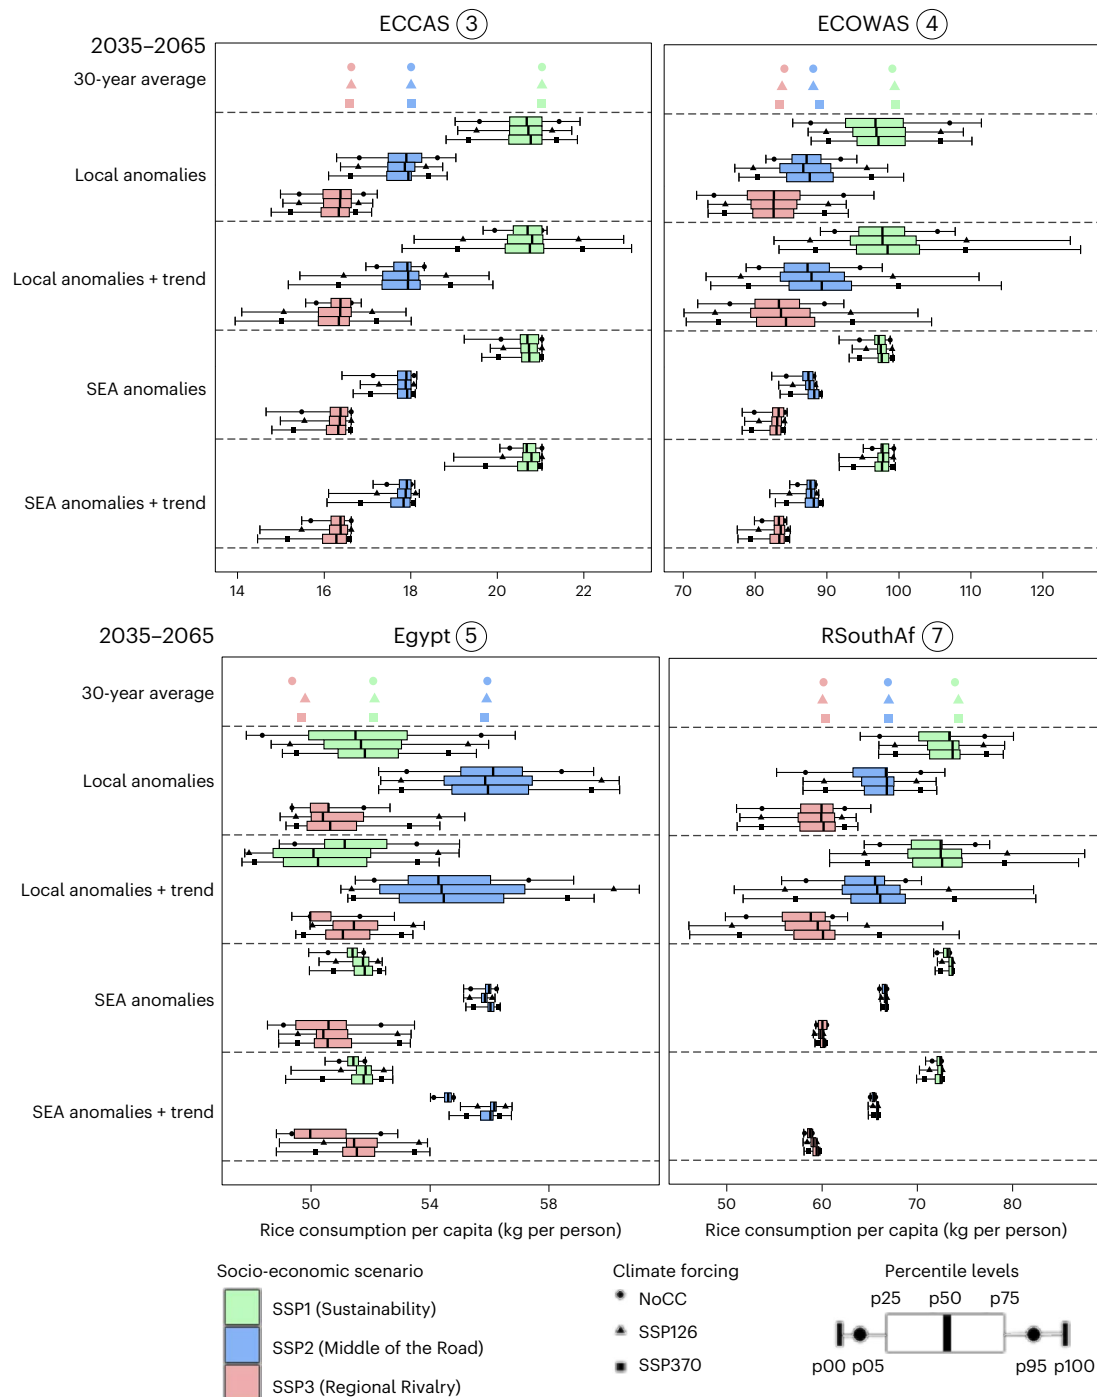 ECCAS 3
ECOWAS 4
2035–2065
30-year average
Local anomalies
Local anomalies + trend
SEA anomalies
SEA anomalies + trend
14 16 18 20 22
70 80 90 100 110 120
2035–2065
Egypt 5
RSouthAf 7
30-year average
Local anomalies
Local anomalies + trend
SEA anomalies
SEA anomalies + trend
50 54 58
50 60 70 80
Rice consumption per capita (kg per person)
Rice consumption per capita (kg per person)
Socio-economic scenario
SSP1 (Sustainability)
SSP2 (Middle of the Road)
SSP3 (Regional Rivalry)
Climate forcing
NoCC
SSP126
SSP370
Percentile levels
p25 p50 p75
p00 p05 p95 p100